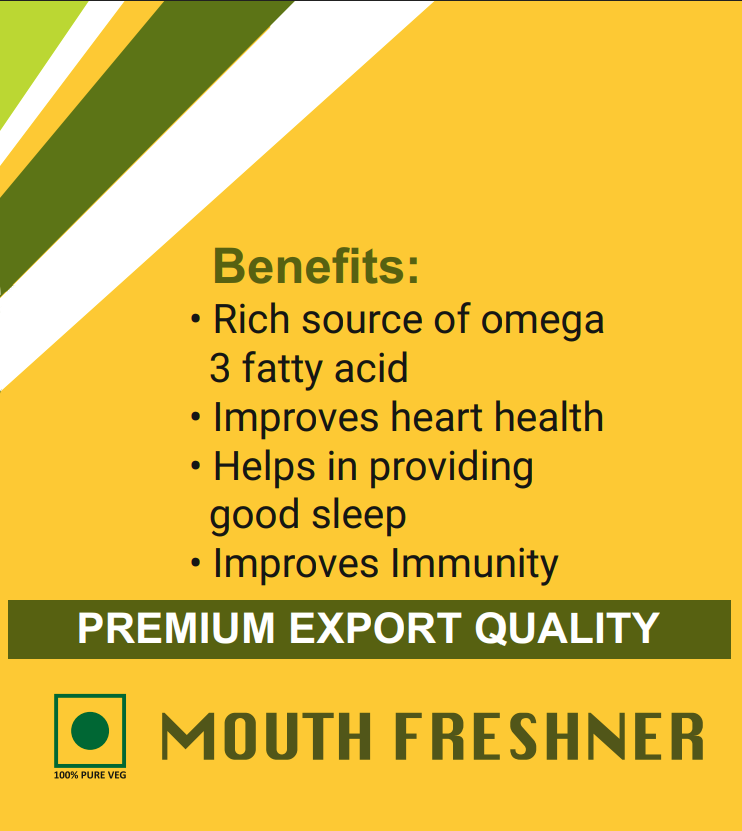 Benefits:
• Rich source of omega
3 fatty acid
• Improves heart health
• Helps in providing
good sleep
• Improves Immunity
PREMIUM EXPORT QUALITY
MOUTH FRESHNER
100% PURE VEG